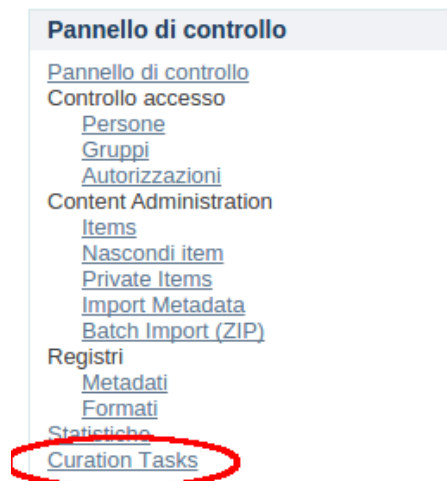 Pannello di controllo
Pannello di controllo
Controllo accesso
Persone
Gruppi
Autorizzazioni
Content Administration
Items
Nascondi item
Private Items
Import Metadata
Batch Import (ZIP)
Registri
Metadati
Formati
Statistiche
Curation Tasks